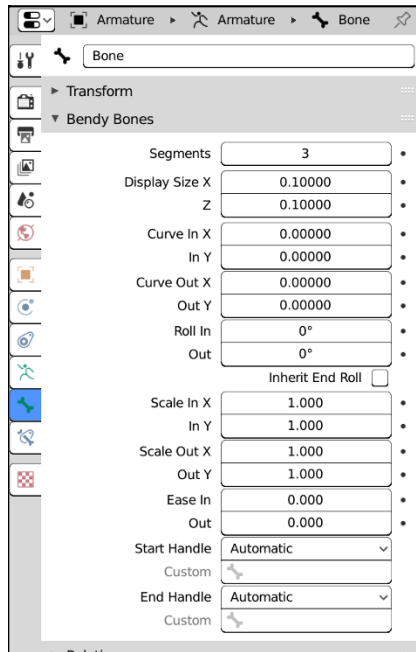 Armature Armature Bone
Bone
Transform
Bendy Bones
Segments 3
Display Size X 0.10000
Z 0.10000
Curve In X 0.00000
In Y 0.00000
Curve Out X 0.00000
Out Y 0.00000
Roll In 0°
Out 0°
Inherit End Roll
Scale In X 1.000
In Y 1.000
Scale Out X 1.000
Out Y 1.000
Ease In 0.000
Out 0.000
Start Handle Automatic
Custom
End Handle Automatic
Custom